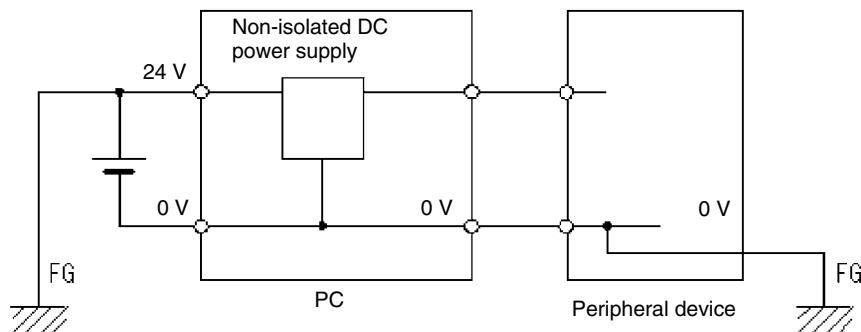 Non-isolated DC
power supply
24 V
0 V
0 V
0 V
FG
FG
PC
Peripheral device